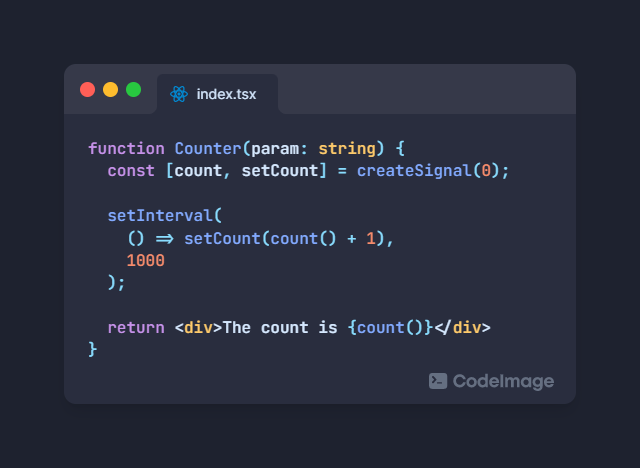 index.tsx
function Counter(param: string) {
  const [count, setCount] = createSignal(0);

  setInterval(
    () => setCount(count() + 1),
    1000
  );

  return <div>The count is {count()}</div>
}
CodeImage